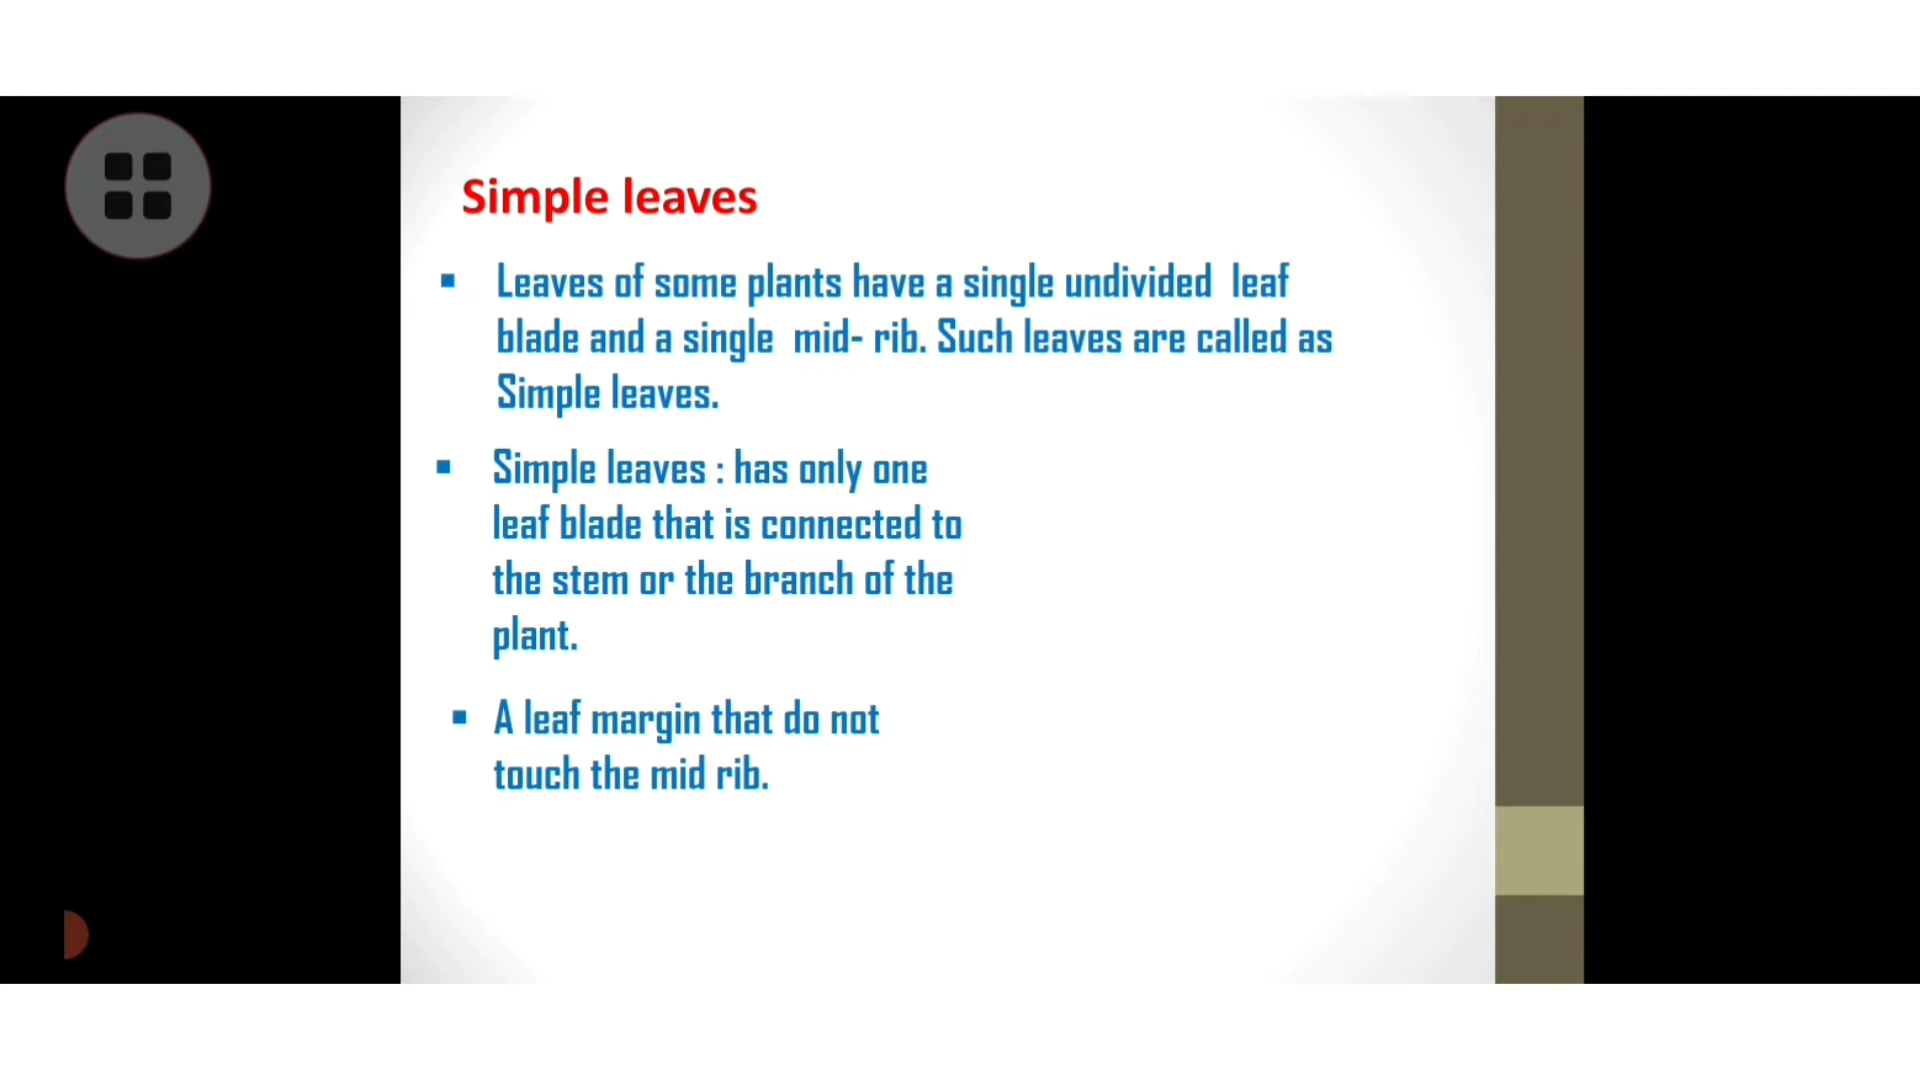 Simple leaves
Leaves of some plants have a single undivided leaf
blade and a single mid- rib. Such leaves are called as
Simple leaves.
Simple leaves : has only one
leaf blade that is connected to
the stem or the branch of the
plant.
A leaf margin that do not
touch the mid rib.